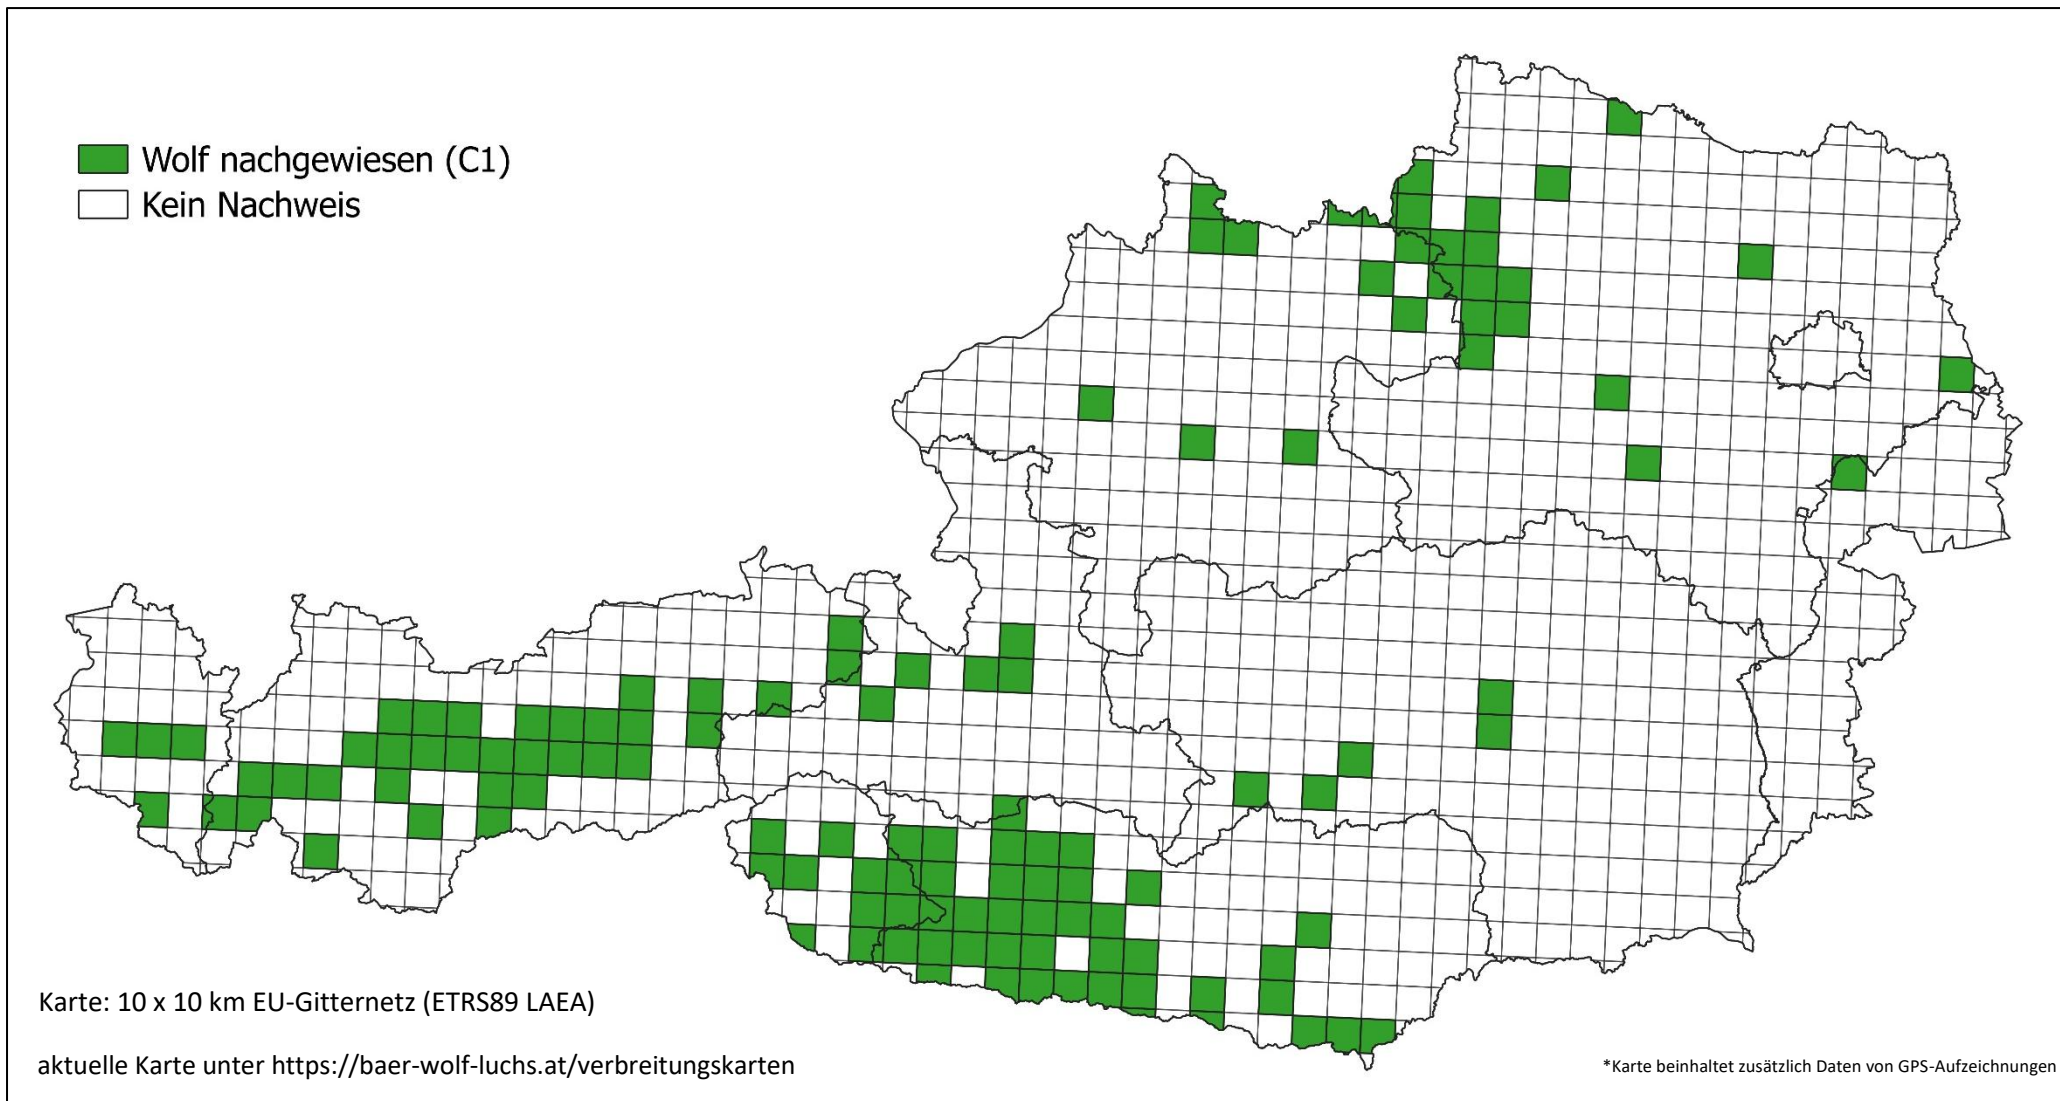 Wolf nachgewiesen (C1)
Kein Nachweis
Karte: 10 x 10 km EU-Gitternetz (ETRS89 LAEA)
aktuelle Karte unter https://baer-wolf-luchs.at/verbreitungskarten
*Karte beinhaltet zusätzlich Daten von GPS-Aufzeichnungen